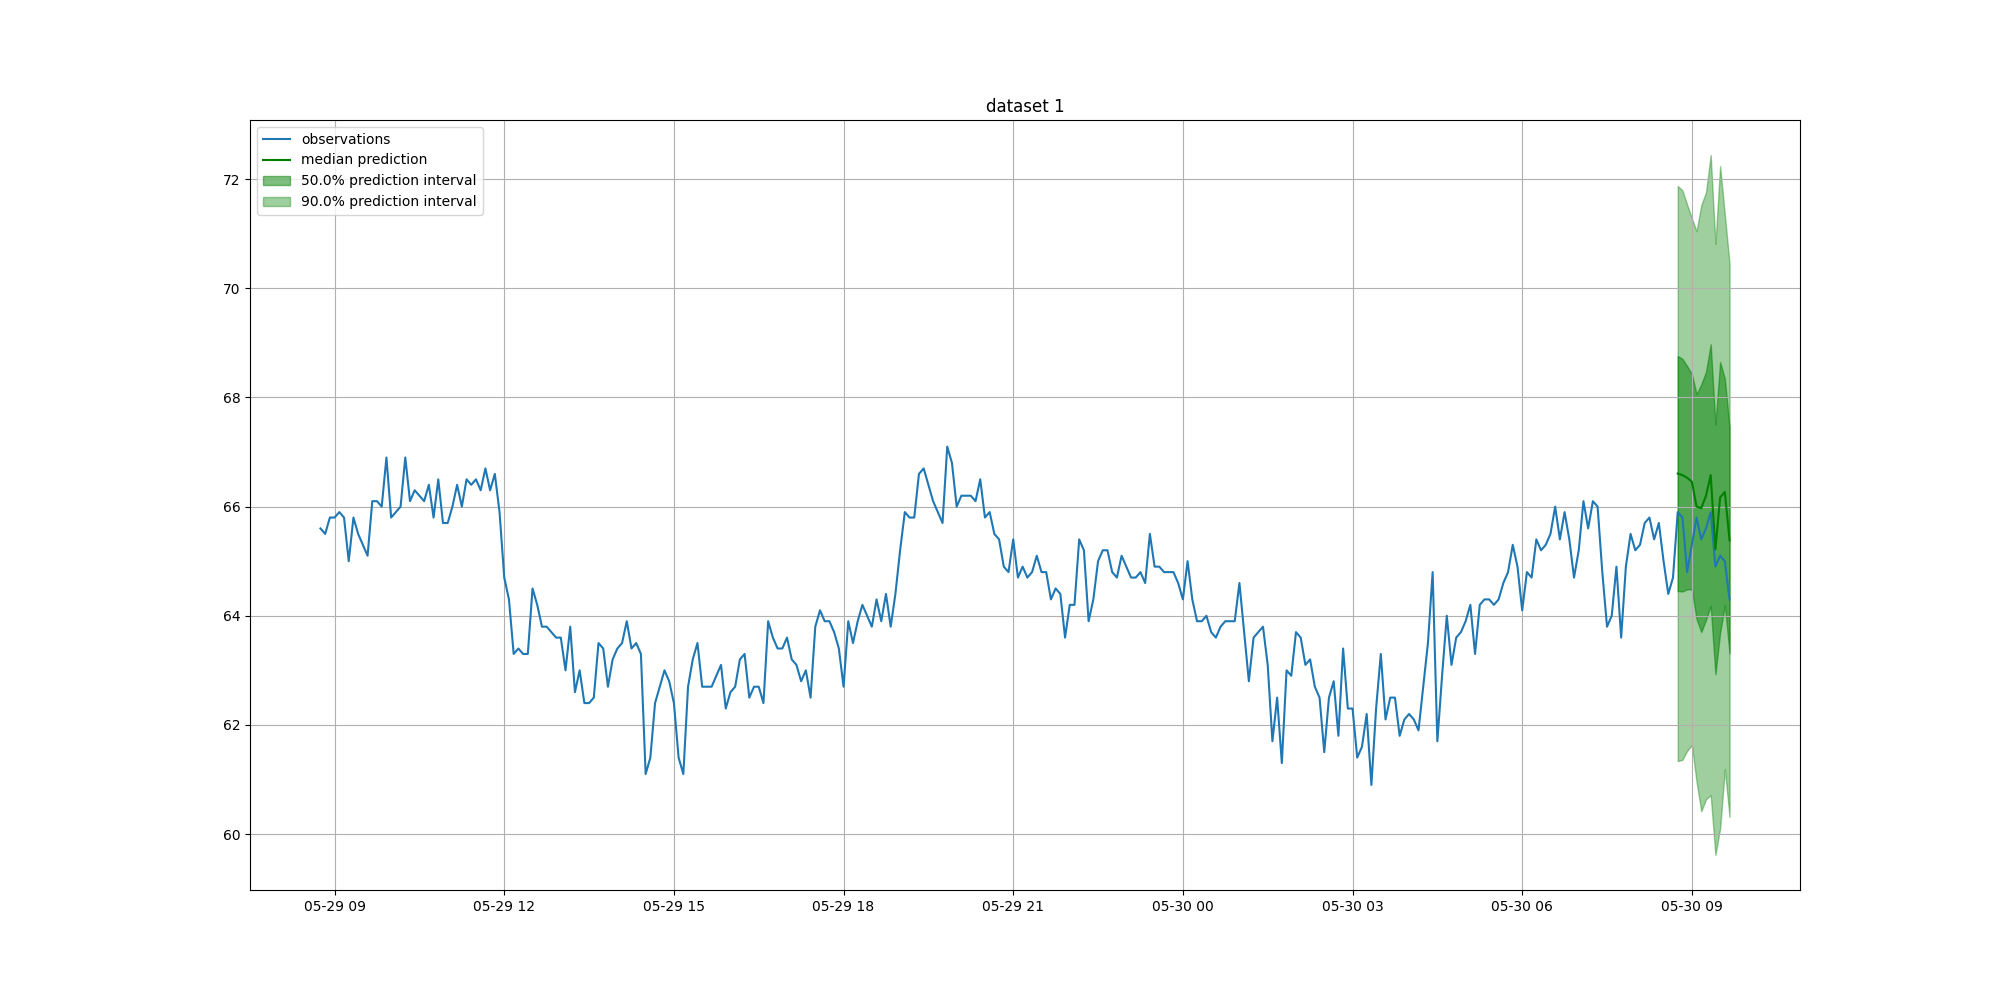 dataset 1
observations
median prediction
50.0% prediction interval
90.0% prediction interval
72
70
68
66
64
62
60
05-29 09 05-29 12 05-29 15 05-29 18 05-29 21 05-30 00 05-30 03 05-30 06 05-30 09